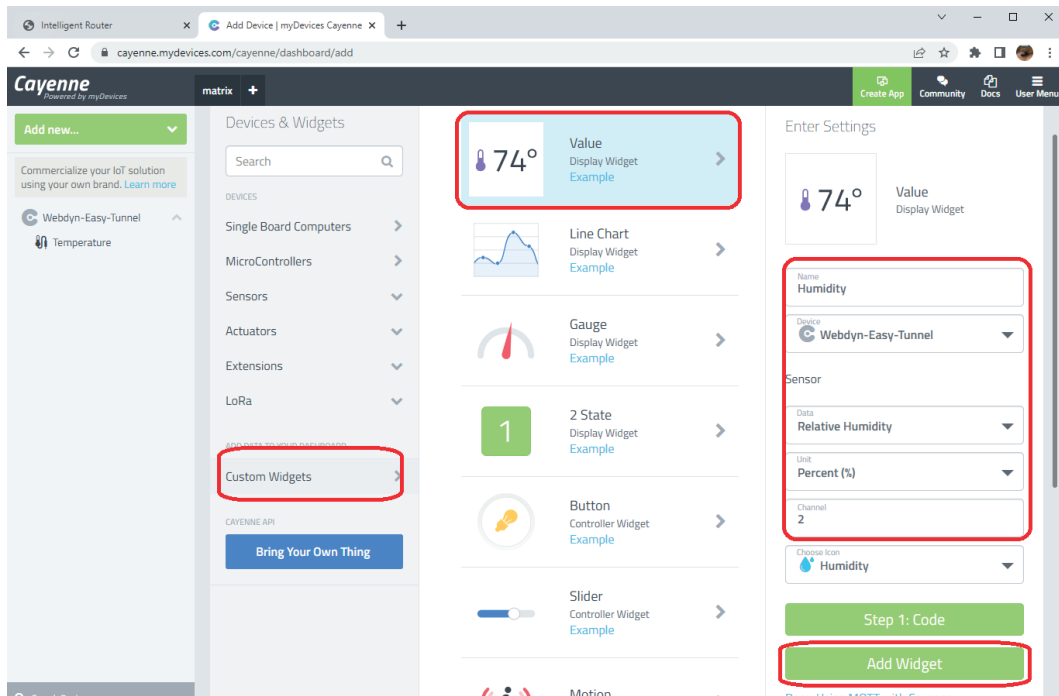 Intelligent Router
Add Device | myDevices Cayenne
cayenne.mydevices.com/cayenne/dashboard/add
Cayenne
Powered by myDevices
matrix
Create App
Community
Docs
User Menu
Add new...
Commercialize your IoT solution
using your own brand. Learn more
Webdyn-Easy-Tunnel
Temperature
Devices & Widgets
Search
DEVICES
Single Board Computers
MicroControllers
Sensors
Actuators
Extensions
LoRa
ADD DATA TO YOUR DASHBOARD
Custom Widgets
CAYENNE API
Bring Your Own Thing
74°
Value
Display Widget
Example
Line Chart
Display Widget
Example
Gauge
Display Widget
Example
1
2 State
Display Widget
Example
Button
Controller Widget
Example
Slider
Controller Widget
Example
Motion
Enter Settings
74°
Value
Display Widget
Name
Humidity
Device
Webdyn-Easy-Tunnel
Sensor
Data
Relative Humidity
Unit
Percent (%)
Channel
2
Choose Icon
Humidity
Step 1: Code
Add Widget